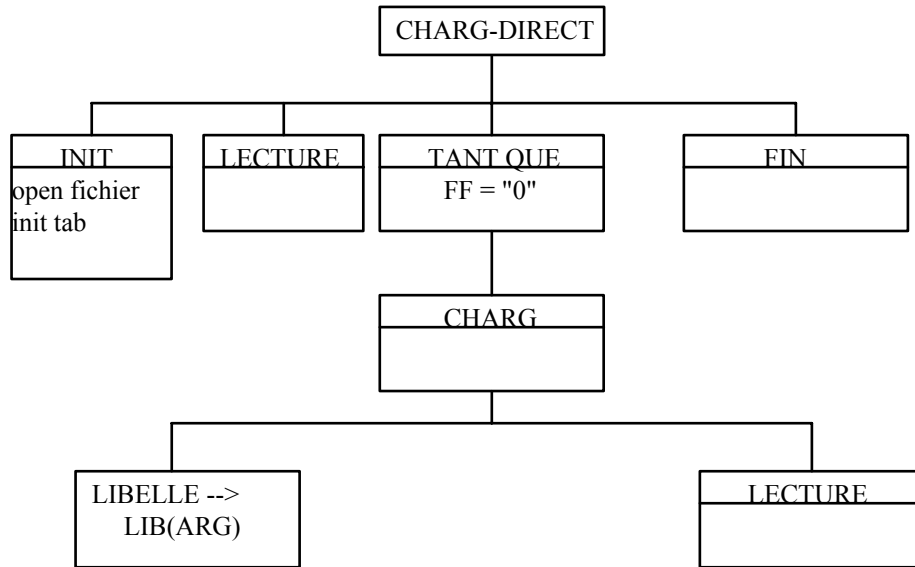 CHARG-DIRECT
INIT
open fichier
init tab
LECTURE
TANT QUE
FF = "0"
FIN
CHARG
LIBELLE -->
LIB(ARG)
LECTURE